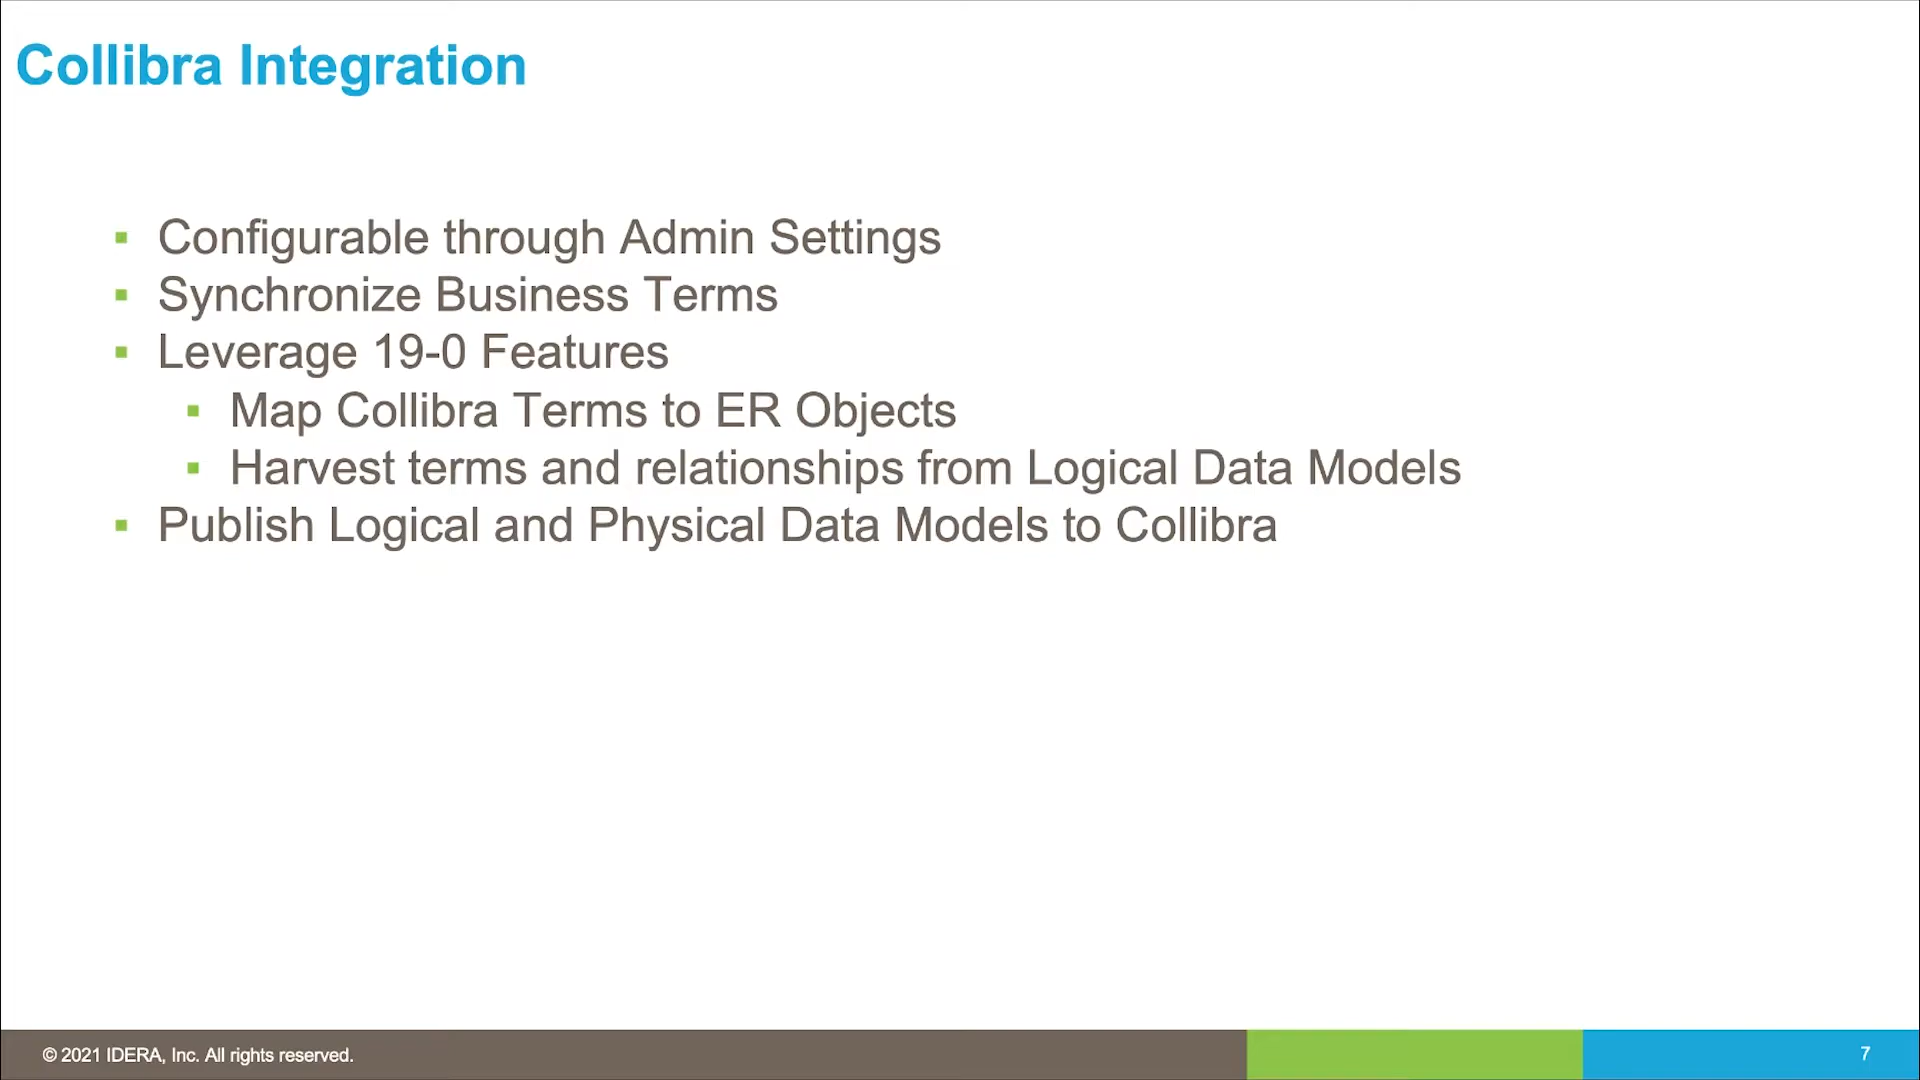 Collibra Integration
▪ Configurable through Admin Settings
▪ Synchronize Business Terms
▪ Leverage 19-0 Features
▪ Map Collibra Terms to ER Objects
▪ Harvest terms and relationships from Logical Data Models
▪ Publish Logical and Physical Data Models to Collibra
© 2021 IDERA, Inc. All rights reserved.
7